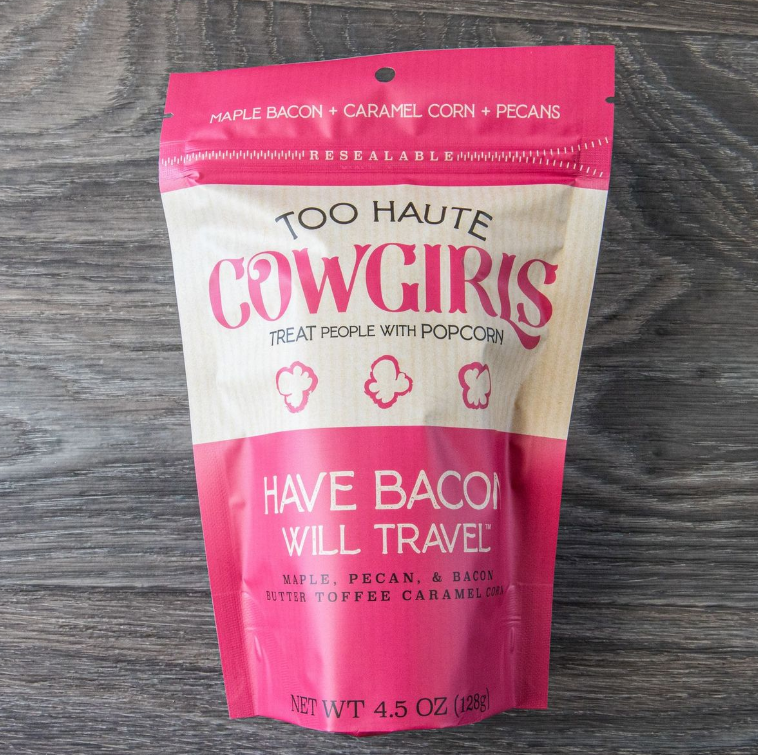 MAPLE BACON + CARAMEL CORN + PECANS
RESEALABLE
TOO HAUTE
COWGIRLS
TREAT PEOPLE WITH POPCORN
HAVE BACON
WILL TRAVEL™
MAPLE, PECAN, & BACON
BUTTER TOFFEE CARAMEL CORN
NET WT 4.5 OZ (128g)